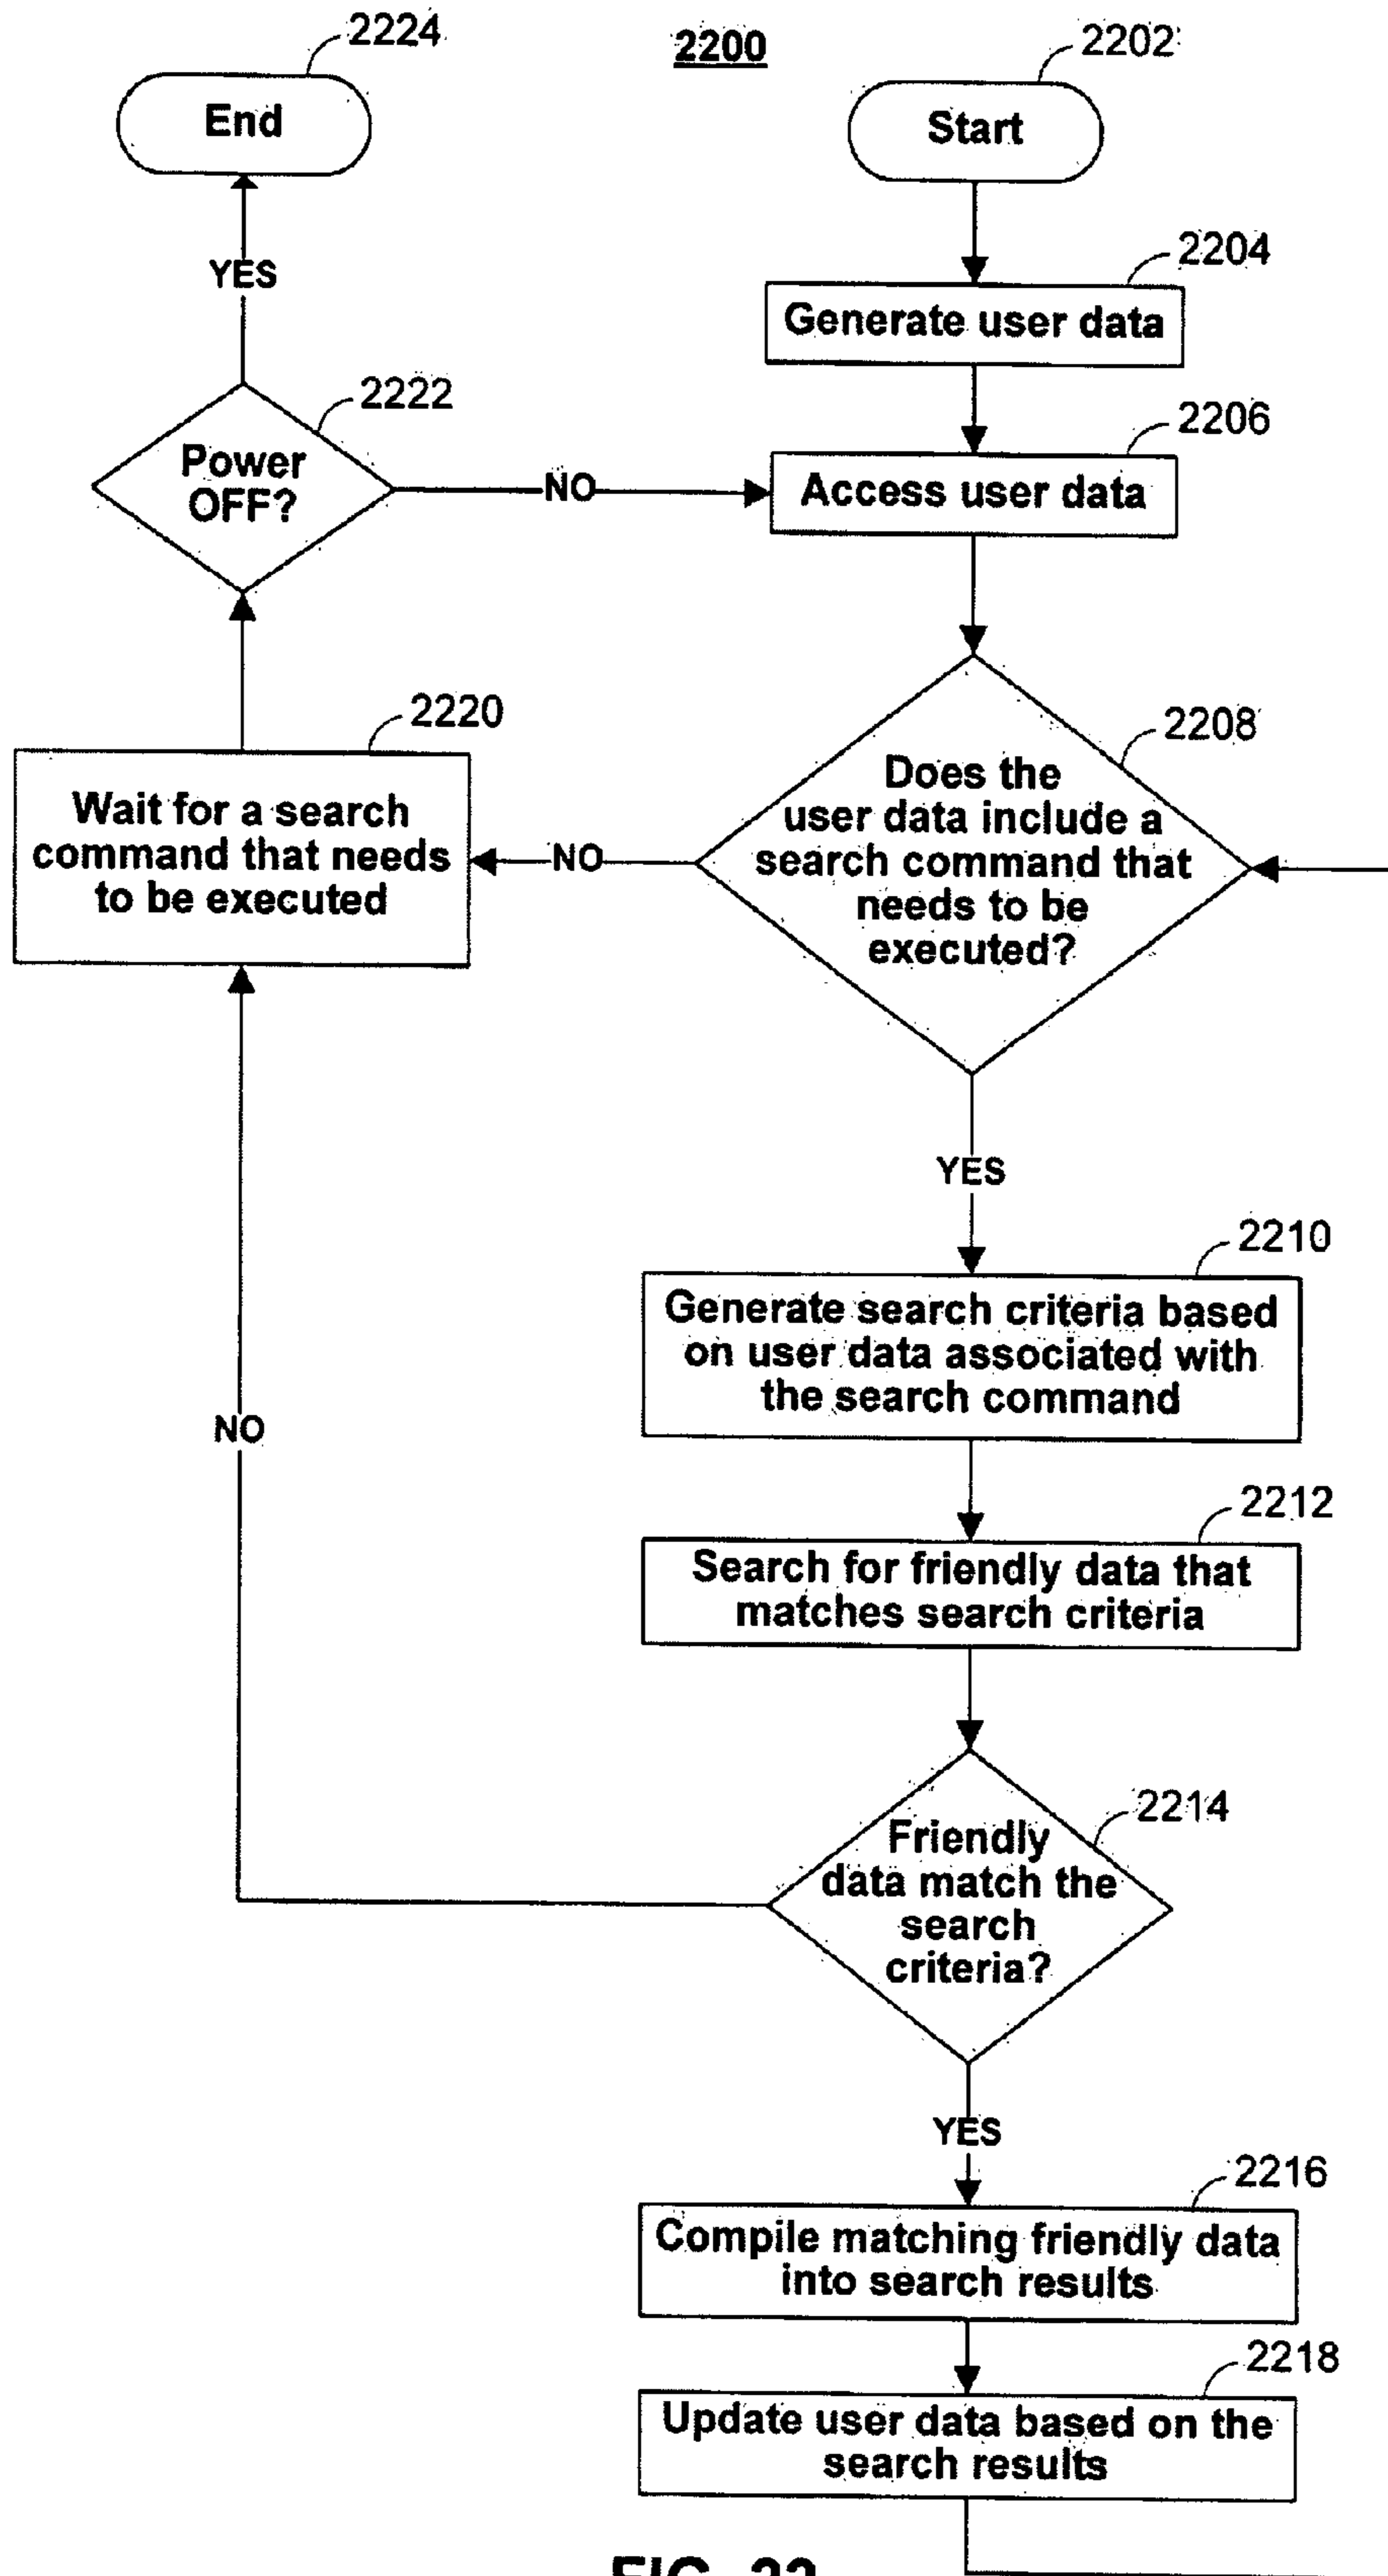 2200
2224
End
2202
Start
YES
2204
Generate user data
2222
Power
OFF?
NO
2206
Access user data
2220
Wait for a search
command that needs
to be executed
NO
2208
Does the
user data include a
search command that
needs to be
executed?
YES
2210
Generate search criteria based
on user data associated with
the search command
2212
Search for friendly data that
matches search criteria
NO
2214
Friendly
data match the
search
criteria?
YES
2216
Compile matching friendly data
into search results
2218
Update user data based on the
search results
FIG. 22